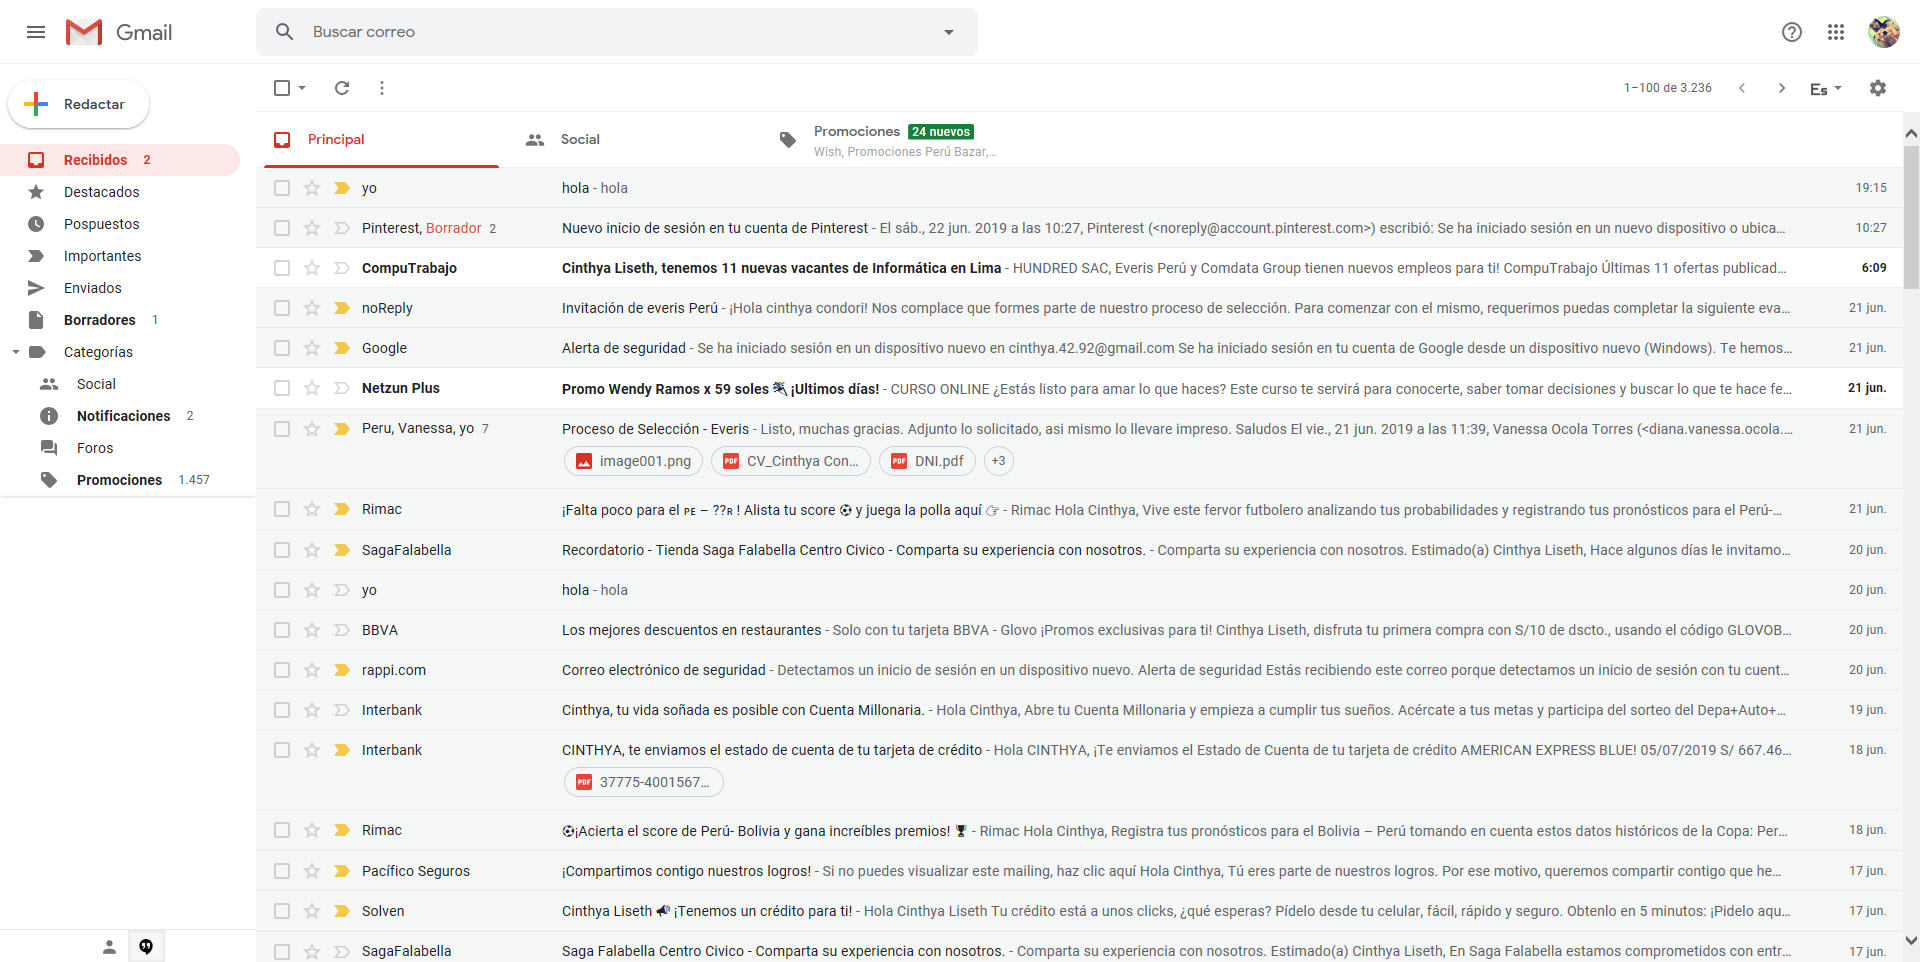 Gmail
Buscar correo
1–100 de 3.236
Es
Redactar
Recibidos 2
Destacados
Pospuestos
Importantes
Enviados
Borradores 1
Categorías
Social
Notificaciones 2
Foros
Promociones 1.457
Principal
Social
Promociones 24 nuevos
Wish, Promociones Perú Bazar,...
yo hola - hola 19:15
Pinterest, Borrador 2 Nuevo inicio de sesión en tu cuenta de Pinterest - El sáb., 22 jun. 2019 a las 10:27, Pinterest (<noreply@account.pinterest.com>) escribió: Se ha iniciado sesión en un nuevo dispositivo o ubica... 10:27
CompuTrabajo Cinthya Liseth, tenemos 11 nuevas vacantes de Informática en Lima - HUNDRED SAC, Everis Perú y Comdata Group tienen nuevos empleos para ti! CompuTrabajo Últimas 11 ofertas publicad... 6:09
noReply Invitación de everis Perú - ¡Hola cinthya condori! Nos complace que formes parte de nuestro proceso de selección. Para comenzar con el mismo, requerimos puedas completar la siguiente eva... 21 jun.
Google Alerta de seguridad - Se ha iniciado sesión en un dispositivo nuevo en cinthya.42.92@gmail.com Se ha iniciado sesión en tu cuenta de Google desde un dispositivo nuevo (Windows). Te hemos... 21 jun.
Netzun Plus Promo Wendy Ramos x 59 soles ¡Ultimos días! - CURSO ONLINE ¿Estás listo para amar lo que haces? Este curso te servirá para conocerte, saber tomar decisiones y buscar lo que te hace fe... 21 jun.
Peru, Vanessa, yo 7 Proceso de Selección - Everis - Listo, muchas gracias. Adjunto lo solicitado, asi mismo lo llevare impreso. Saludos El vie., 21 jun. 2019 a las 11:39, Vanessa Ocola Torres (<diana.vanessa.ocola.... 21 jun.
image001.png PDF CV_Cinthya Con... PDF DNI.pdf +3
Rimac ¡Falta poco para el PE – ??R ! Alista tu score ⚽ y juega la polla aquí 👉 - Rimac Hola Cinthya, Vive este fervor futbolero analizando tus probabilidades y registrando tus pronósticos para el Perú-... 21 jun.
SagaFalabella Recordatorio - Tienda Saga Falabella Centro Civico - Comparta su experiencia con nosotros. - Comparta su experiencia con nosotros. Estimado(a) Cinthya Liseth, Hace algunos días le invitamo... 20 jun.
yo hola - hola 20 jun.
BBVA Los mejores descuentos en restaurantes - Solo con tu tarjeta BBVA - Glovo ¡Promos exclusivas para ti! Cinthya Liseth, disfruta tu primera compra con S/10 de dscto., usando el código GLOVOB... 20 jun.
rappi.com Correo electrónico de seguridad - Detectamos un inicio de sesión en un dispositivo nuevo. Alerta de seguridad Estás recibiendo este correo porque detectamos un inicio de sesión con tu cuent... 20 jun.
Interbank Cinthya, tu vida soñada es posible con Cuenta Millonaria. - Hola Cinthya, Abre tu Cuenta Millonaria y empieza a cumplir tus sueños. Acércate a tus metas y participa del sorteo del Depa+Auto+... 19 jun.
Interbank CINTHYA, te enviamos el estado de cuenta de tu tarjeta de crédito - Hola CINTHYA, ¡Te enviamos el Estado de Cuenta de tu tarjeta de crédito AMERICAN EXPRESS BLUE! 05/07/2019 S/ 667.46... 18 jun.
PDF 37775-4001567...
Rimac ⚽¡Acierta el score de Perú- Bolivia y gana increíbles premios! 🏆 - Rimac Hola Cinthya, Registra tus pronósticos para el Bolivia – Perú tomando en cuenta estos datos históricos de la Copa: Per... 18 jun.
Pacífico Seguros ¡Compartimos contigo nuestros logros! - Si no puedes visualizar este mailing, haz clic aquí Hola Cinthya, Tú eres parte de nuestros logros. Por ese motivo, queremos compartir contigo que he... 17 jun.
Solven Cinthya Liseth 📢 ¡Tenemos un crédito para ti! - Hola Cinthya Liseth Tu crédito está a unos clicks, ¿qué esperas? Pídelo desde tu celular, fácil, rápido y seguro. Obtenlo en 5 minutos: ¡Pidelo aqu... 17 jun.
SagaFalabella Saga Falabella Centro Civico - Comparta su experiencia con nosotros. - Comparta su experiencia con nosotros. Estimado(a) Cinthya Liseth, En Saga Falabella estamos comprometidos con entr... 17 jun.